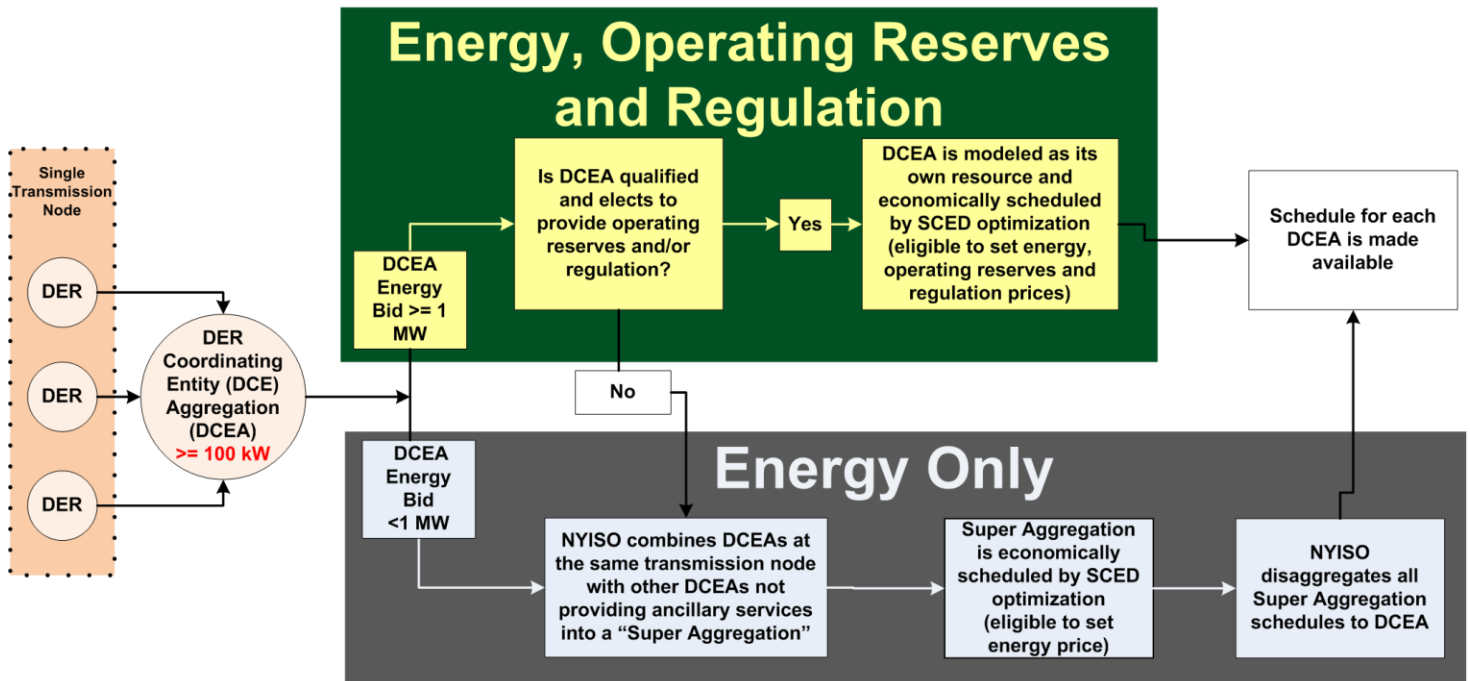 Energy, Operating Reserves
and Regulation
Single
Transmission
Node
DER
DER
DER
DER
Coordinating
Entity (DCE)
Aggregation
(DCEA)
>= 100 kW
DCEA
Energy
Bid >= 1
MW
Is DCEA qualified
and elects to
provide operating
reserves and/or
regulation?
Yes
DCEA is modeled as its
own resource and
economically scheduled
by SCED optimization
(eligible to set energy,
operating reserves and
regulation prices)
Schedule for each
DCEA is made
available
No
Energy Only
DCEA
Energy
Bid
<1 MW
NYISO combines DCEAs at
the same transmission node
with other DCEAs not
providing ancillary services
into a “Super Aggregation”
Super Aggregation
is economically
scheduled by SCED
optimization
(eligible to set
energy price)
NYISO
disaggregates all
Super Aggregation
schedules to DCEA